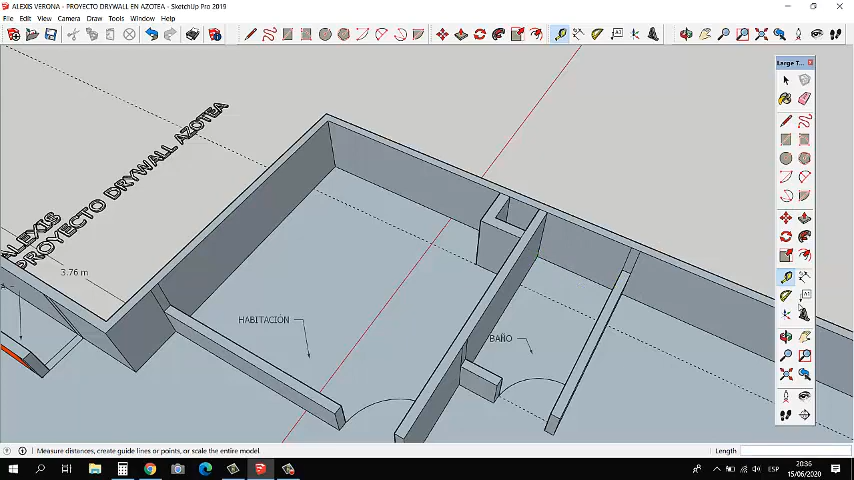 ALEXIS VERONA - PROYECTO DRYWALL EN AZOTEA - SketchUp Pro 2019
File Edit View Camera Draw Tools Window Help
Large T...
ALEXIS
PROYECTO DRYWALL AZOTEA
3.76 m
HABITACIÓN
BAÑO
Measure distances, create guide lines or points, or scale the entire model.
Length
ESP
20:36
15/06/2020